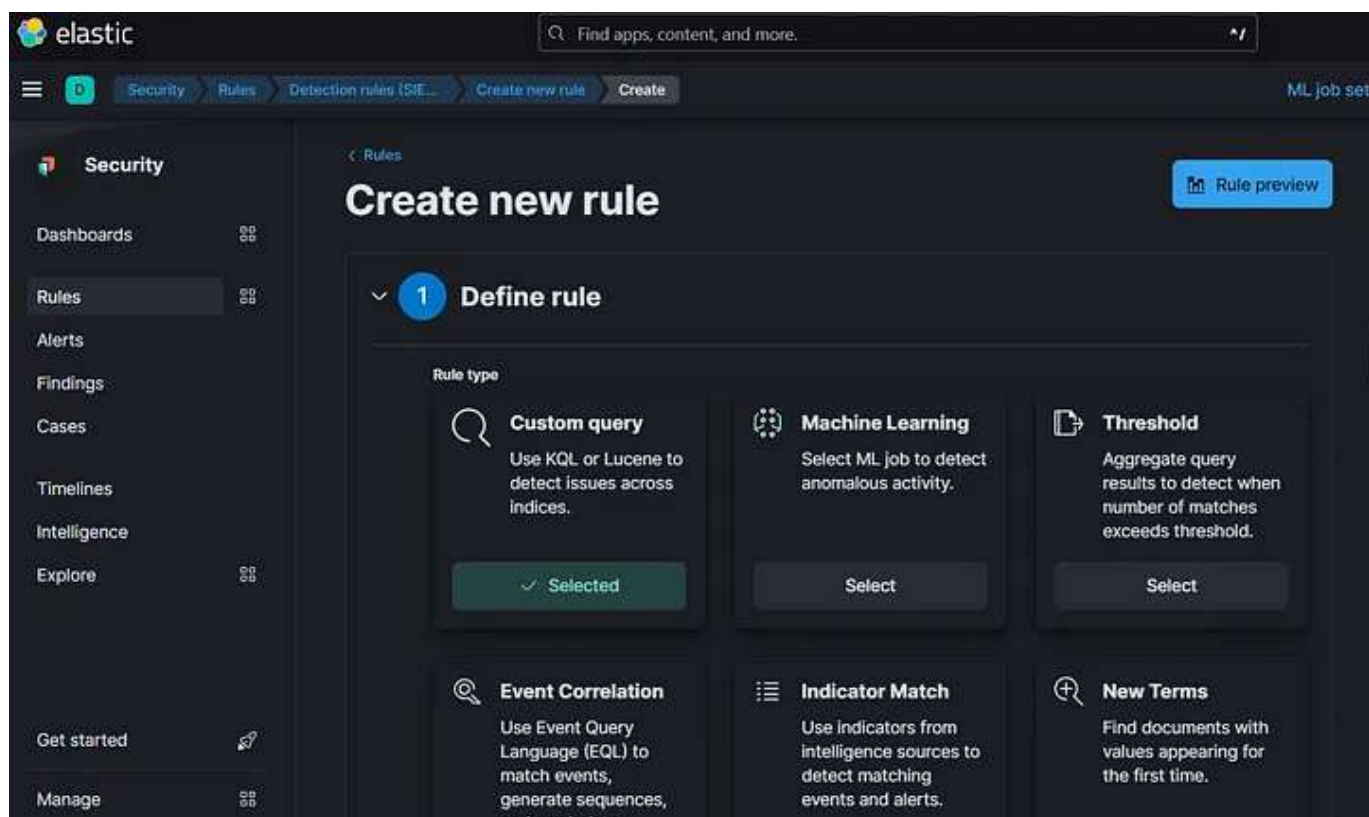 elastic
Find apps, content, and more.
^/
D
Security
Rules
Detection rules (SIE...
Create new rule
Create
ML job set
Security
Dashboards
Rules
Alerts
Findings
Cases
Timelines
Intelligence
Explore
Get started
Manage
< Rules
Create new rule
Rule preview
1
Define rule
Rule type
Custom query
Use KQL or Lucene to
detect issues across
indices.
Selected
Machine Learning
Select ML job to detect
anomalous activity.
Select
Threshold
Aggregate query
results to detect when
number of matches
exceeds threshold.
Select
Event Correlation
Use Event Query
Language (EQL) to
match events,
generate sequences,
Indicator Match
Use indicators from
intelligence sources to
detect matching
events and alerts.
New Terms
Find documents with
values appearing for
the first time.